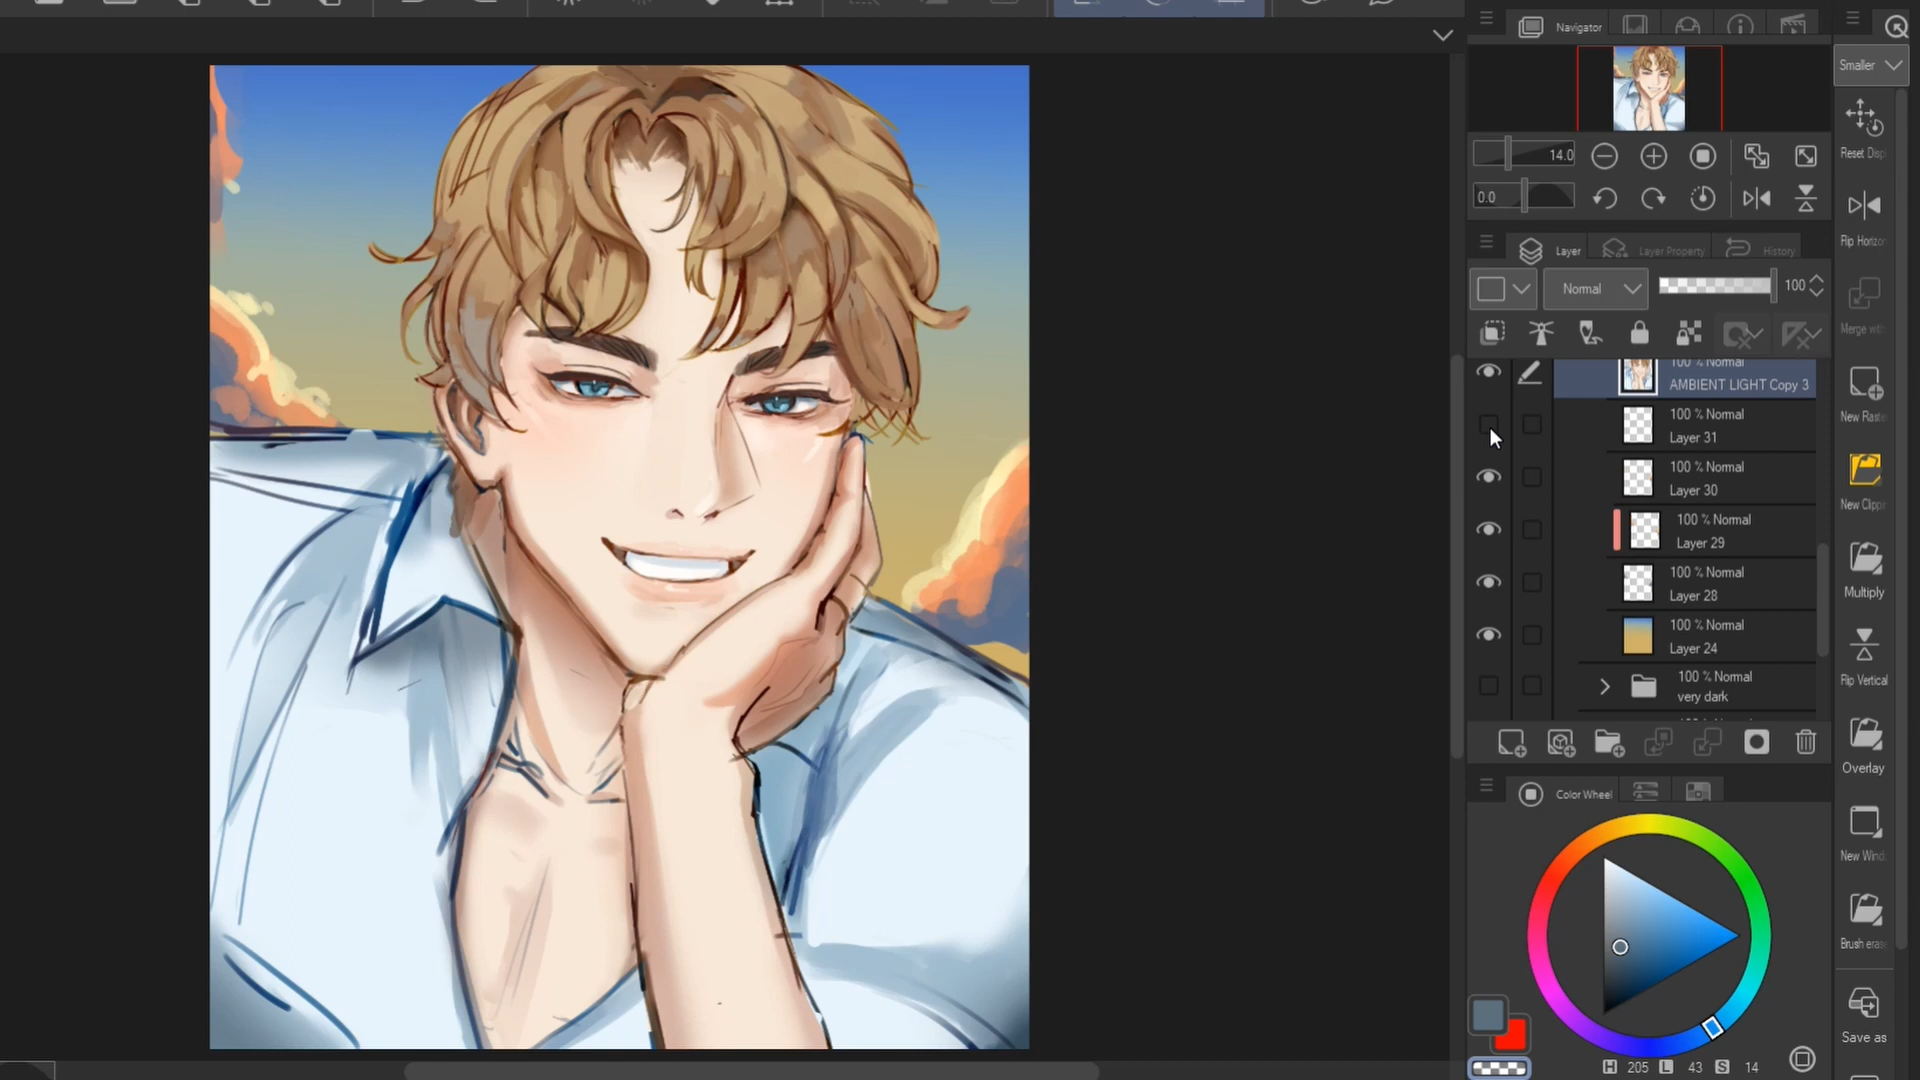 Navigator
Smaller
14.0
Reset Disp
0.0
Flip Horizon
Layer
Layer Property
History
Normal
100
Merge with
100 % Normal
AMBIENT LIGHT Copy 3
100 % Normal
Layer 31
New Raste
100 % Normal
Layer 30
New Clipp
100 % Normal
Layer 29
100 % Normal
Layer 28
Multiply
100 % Normal
Layer 24
Flip Vertical
100 % Normal
very dark
Overlay
Color Wheel
New Wind
Brush eras
Save as
H 205 L 43 S 14